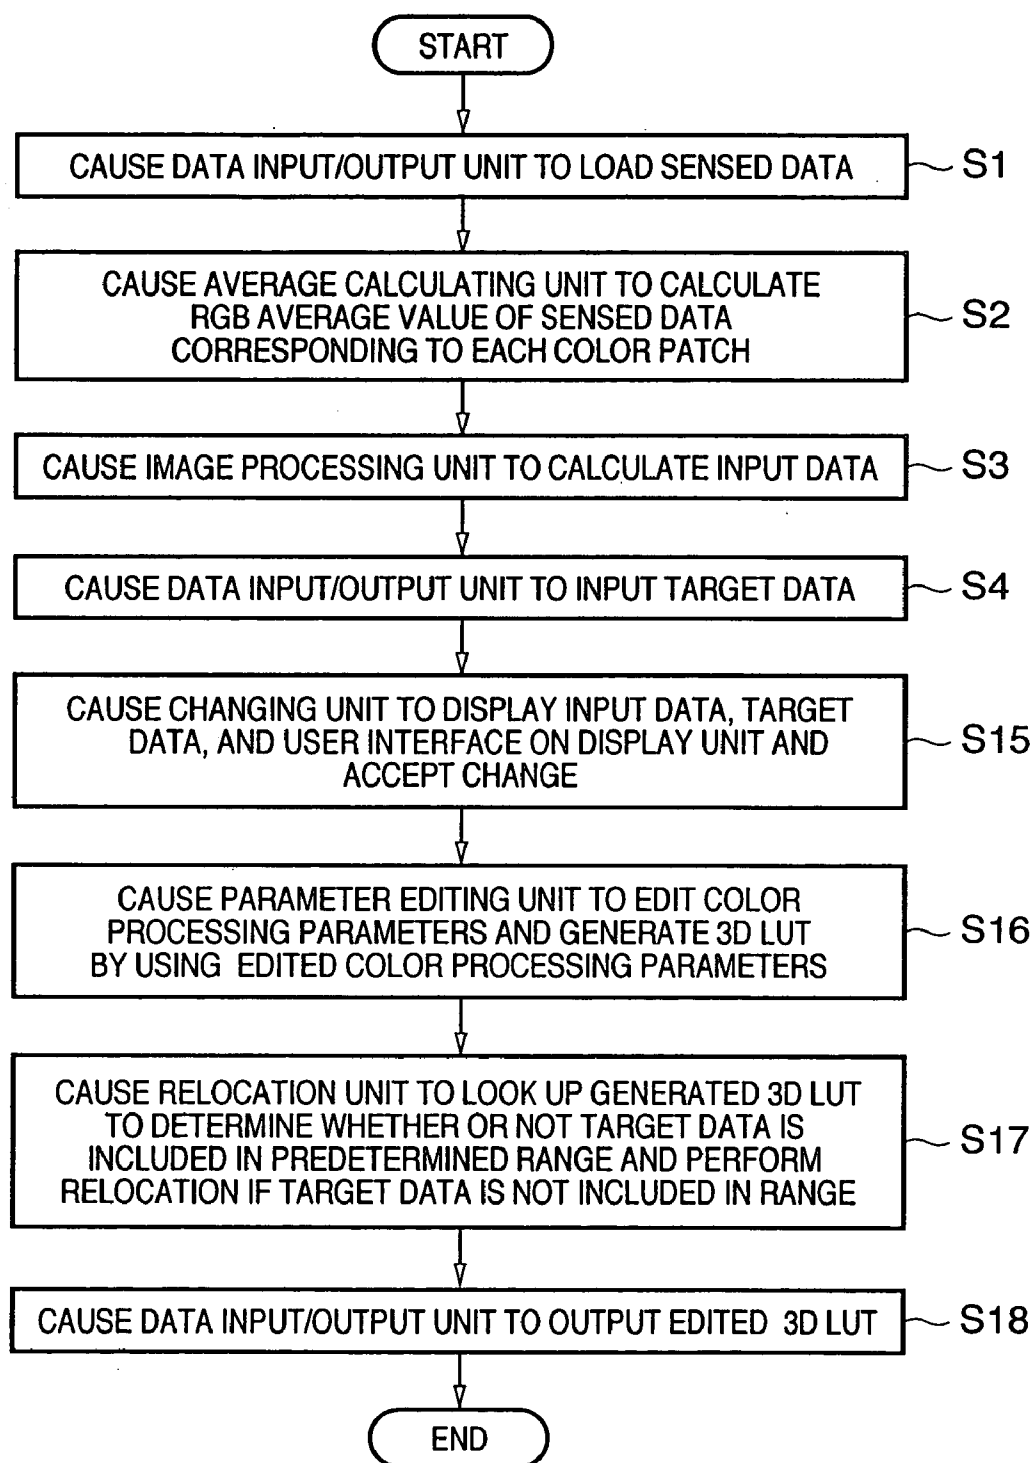 START
CAUSE DATA INPUT/OUTPUT UNIT TO LOAD SENSED DATA
S1
CAUSE AVERAGE CALCULATING UNIT TO CALCULATE
RGB AVERAGE VALUE OF SENSED DATA
CORRESPONDING TO EACH COLOR PATCH
S2
CAUSE IMAGE PROCESSING UNIT TO CALCULATE INPUT DATA
S3
CAUSE DATA INPUT/OUTPUT UNIT TO INPUT TARGET DATA
S4
CAUSE CHANGING UNIT TO DISPLAY INPUT DATA, TARGET
DATA, AND USER INTERFACE ON DISPLAY UNIT AND
ACCEPT CHANGE
S15
CAUSE PARAMETER EDITING UNIT TO EDIT COLOR
PROCESSING PARAMETERS AND GENERATE 3D LUT
BY USING EDITED COLOR PROCESSING PARAMETERS
S16
CAUSE RELOCATION UNIT TO LOOK UP GENERATED 3D LUT
TO DETERMINE WHETHER OR NOT TARGET DATA IS
INCLUDED IN PREDETERMINED RANGE AND PERFORM
RELOCATION IF TARGET DATA IS NOT INCLUDED IN RANGE
S17
CAUSE DATA INPUT/OUTPUT UNIT TO OUTPUT EDITED 3D LUT
S18
END